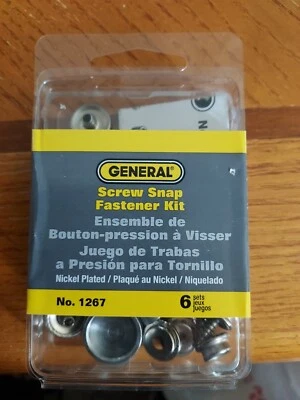 GENERAL®
Screw Snap
Fastener Kit
Ensemble de
Bouton-pression à Visser
Juego de Trabas
a Presión para Tornillo
Nickel Plated / Plaqué au Nickel / Niquelado
No. 1267
6 sets
jeux
juegos